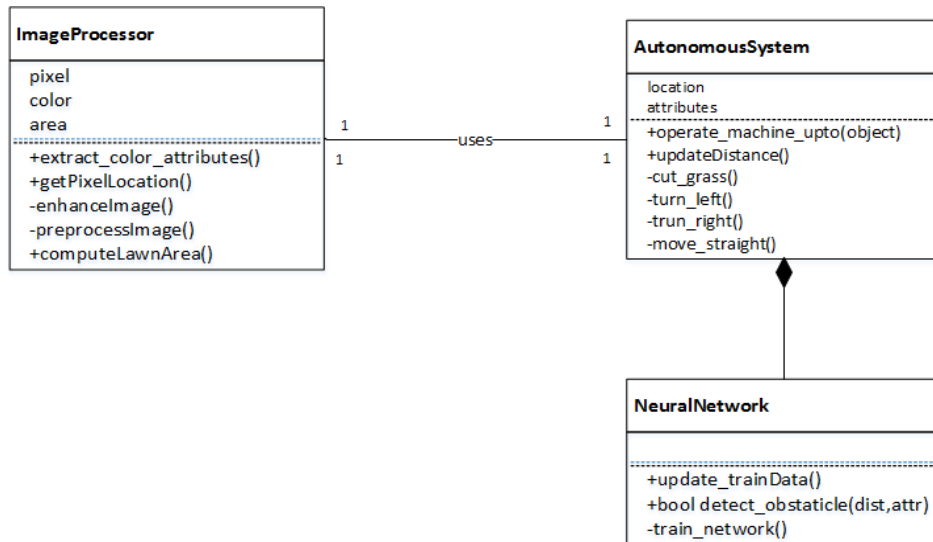 ImageProcessor
pixel
color
area
+extract_color_attributes()
+getPixelLocation()
-enhanceImage()
-preprocessImage()
+computeLawnArea()
1
1
uses
1
1
AutonomousSystem
location
attributes
+operate_machine_upto(object)
+updateDistance()
-cut_grass()
-turn_left()
-trun_right()
-move_straight()
NeuralNetwork
+update_trainData()
+bool detect_obstaticle(dist,attr)
-train_network()